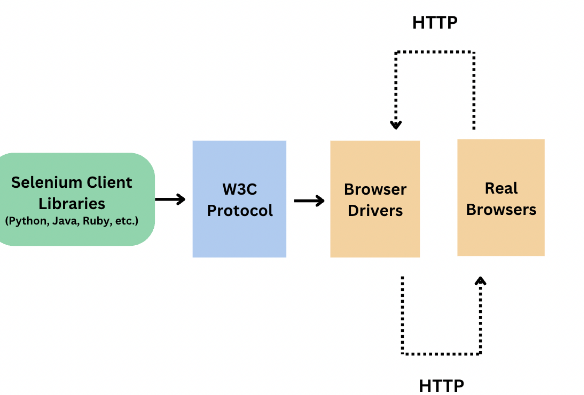 HTTP
Selenium Client
Libraries
(Python, Java, Ruby, etc.)
W3C
Protocol
Browser
Drivers
Real
Browsers
HTTP